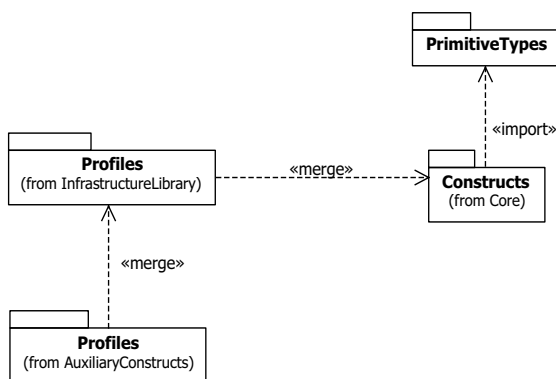 PrimitiveTypes
«import»
Profiles
(from InfrastructureLibrary)
«merge»
Constructs
(from Core)
«merge»
Profiles
(from AuxiliaryConstructs)